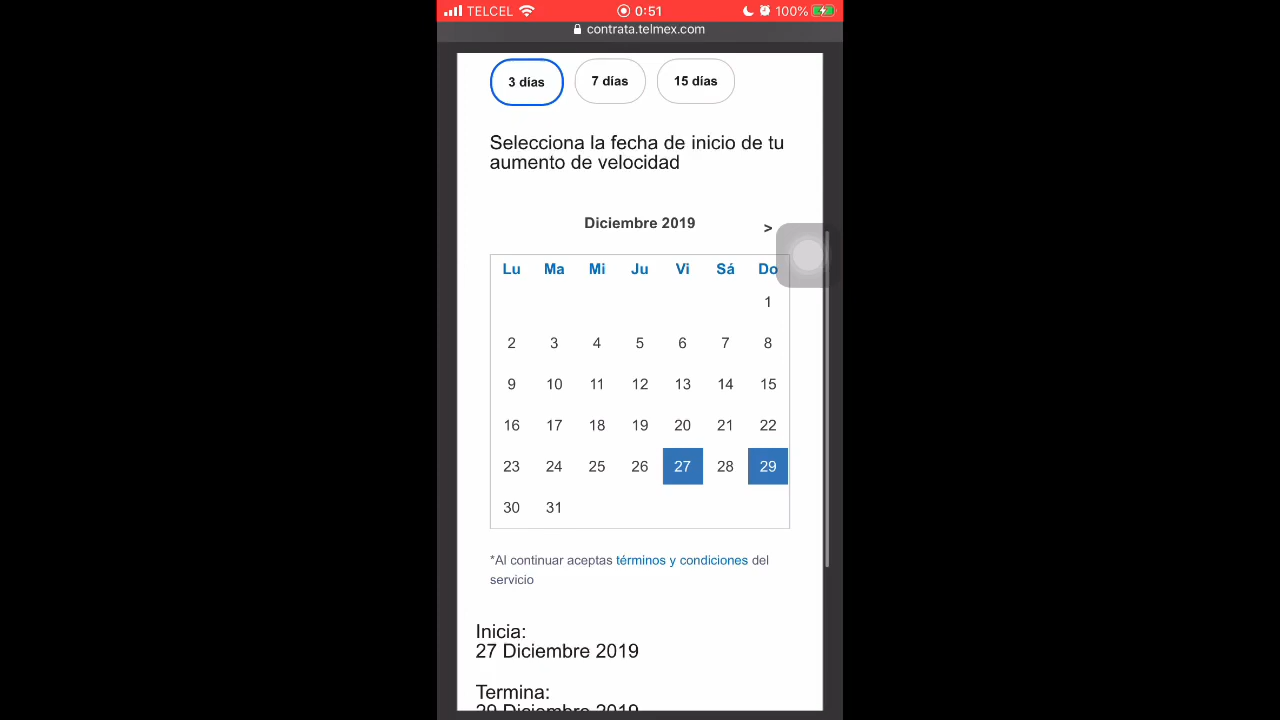 TELCEL 0:51 100%
contrata.telmex.com
3 días 7 días 15 días
Selecciona la fecha de inicio de tu
aumento de velocidad
Diciembre 2019 >
Lu Ma Mi Ju Vi Sá Do
1
2 3 4 5 6 7 8
9 10 11 12 13 14 15
16 17 18 19 20 21 22
23 24 25 26 27 28 29
30 31
*Al continuar aceptas términos y condiciones del
servicio
Inicia:
27 Diciembre 2019
Termina:
29 Diciembre 2019